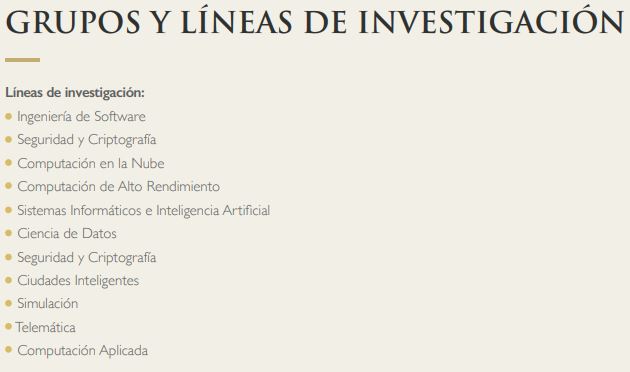 GRUPOS Y LÍNEAS DE INVESTIGACIÓN
Líneas de investigación:
Ingeniería de Software
Seguridad y Criptografía
Computación en la Nube
Computación de Alto Rendimiento
Sistemas Informáticos e Inteligencia Artificial
Ciencia de Datos
Seguridad y Criptografía
Ciudades Inteligentes
Simulación
Telemática
Computación Aplicada